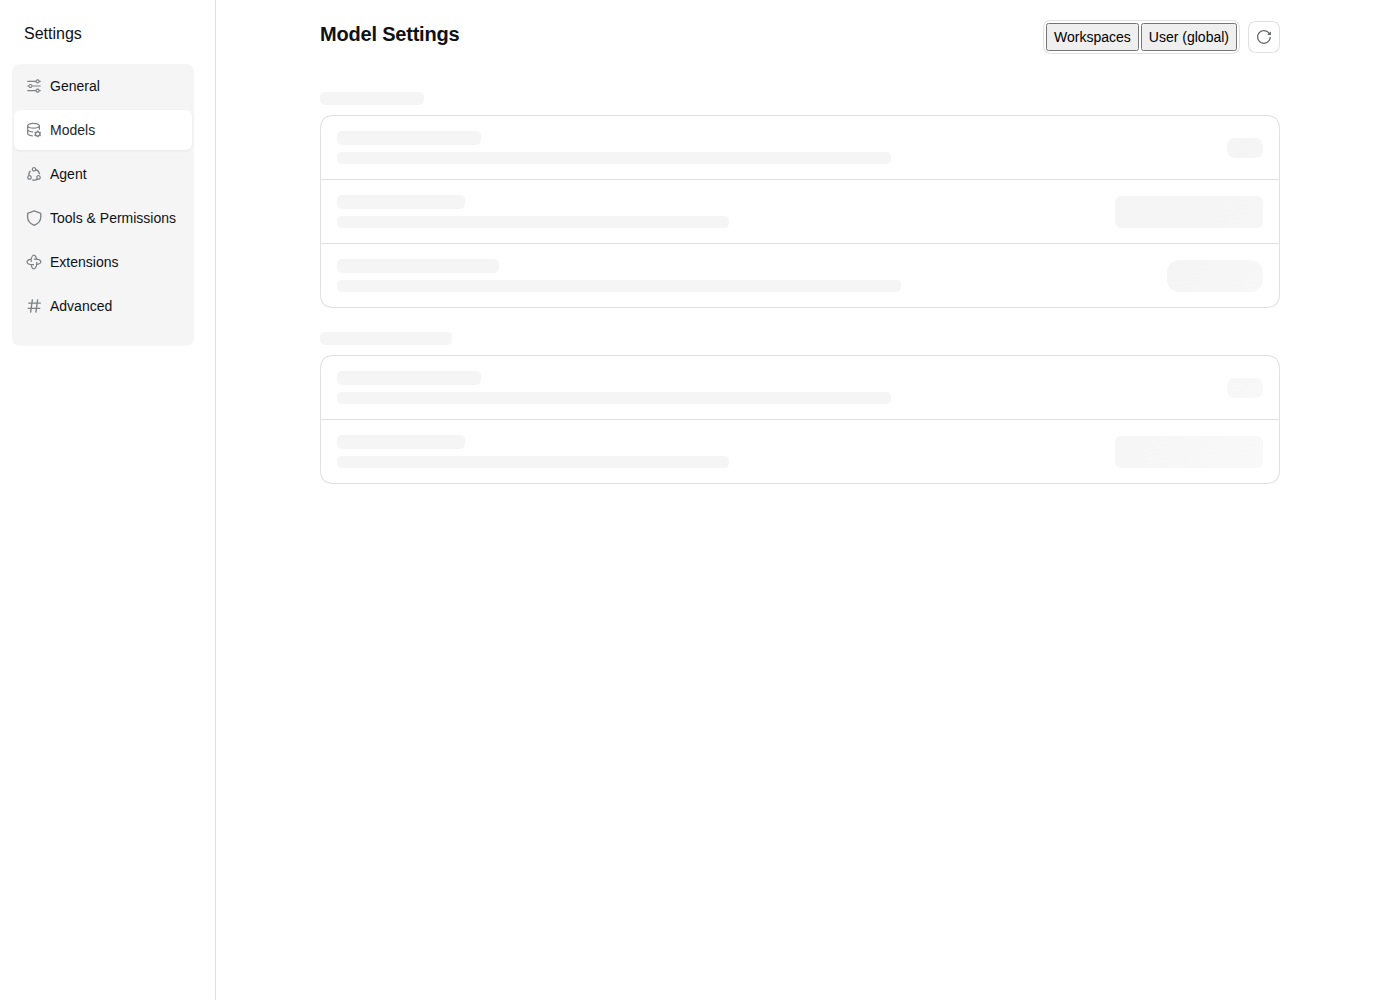 Settings
General
Models
Agent
Tools & Permissions
Extensions
Advanced
Model Settings
Workspaces
User (global)